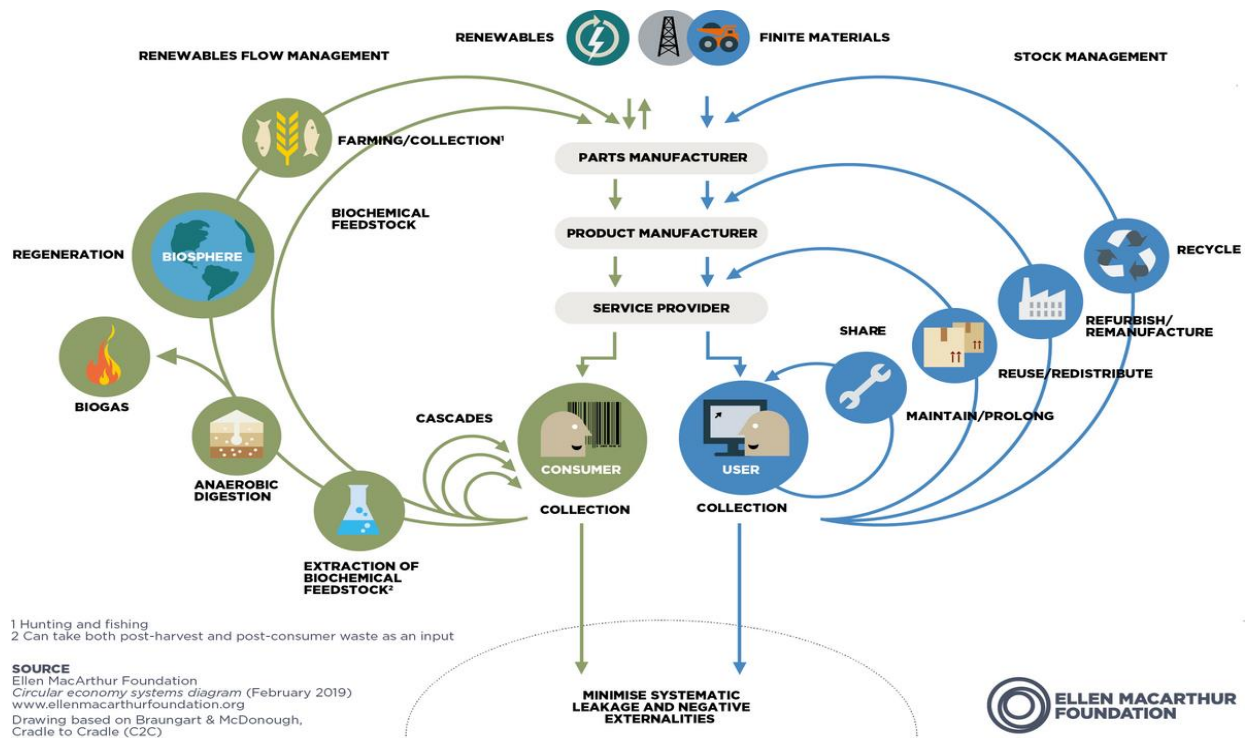 RENEWABLES
FINITE MATERIALS
RENEWABLES FLOW MANAGEMENT
STOCK MANAGEMENT
FARMING/COLLECTION¹
PARTS MANUFACTURER
BIOCHEMICAL
FEEDSTOCK
PRODUCT MANUFACTURER
REGENERATION
BIOSPHERE
RECYCLE
SERVICE PROVIDER
SHARE
REFURBISH/
REMANUFACTURE
REUSE/REDISTRIBUTE
BIOGAS
CASCADES
MAINTAIN/PROLONG
CONSUMER
USER
ANAEROBIC
DIGESTION
COLLECTION
COLLECTION
EXTRACTION OF
BIOCHEMICAL
FEEDSTOCK²
1 Hunting and fishing
2 Can take both post-harvest and post-consumer waste as an input
SOURCE
Ellen MacArthur Foundation
Circular economy systems diagram (February 2019)
www.ellenmacarthurfoundation.org
Drawing based on Braungart & McDonough,
Cradle to Cradle (C2C)
MINIMISE SYSTEMATIC
LEAKAGE AND NEGATIVE
EXTERNALITIES
ELLEN MACARTHUR
FOUNDATION